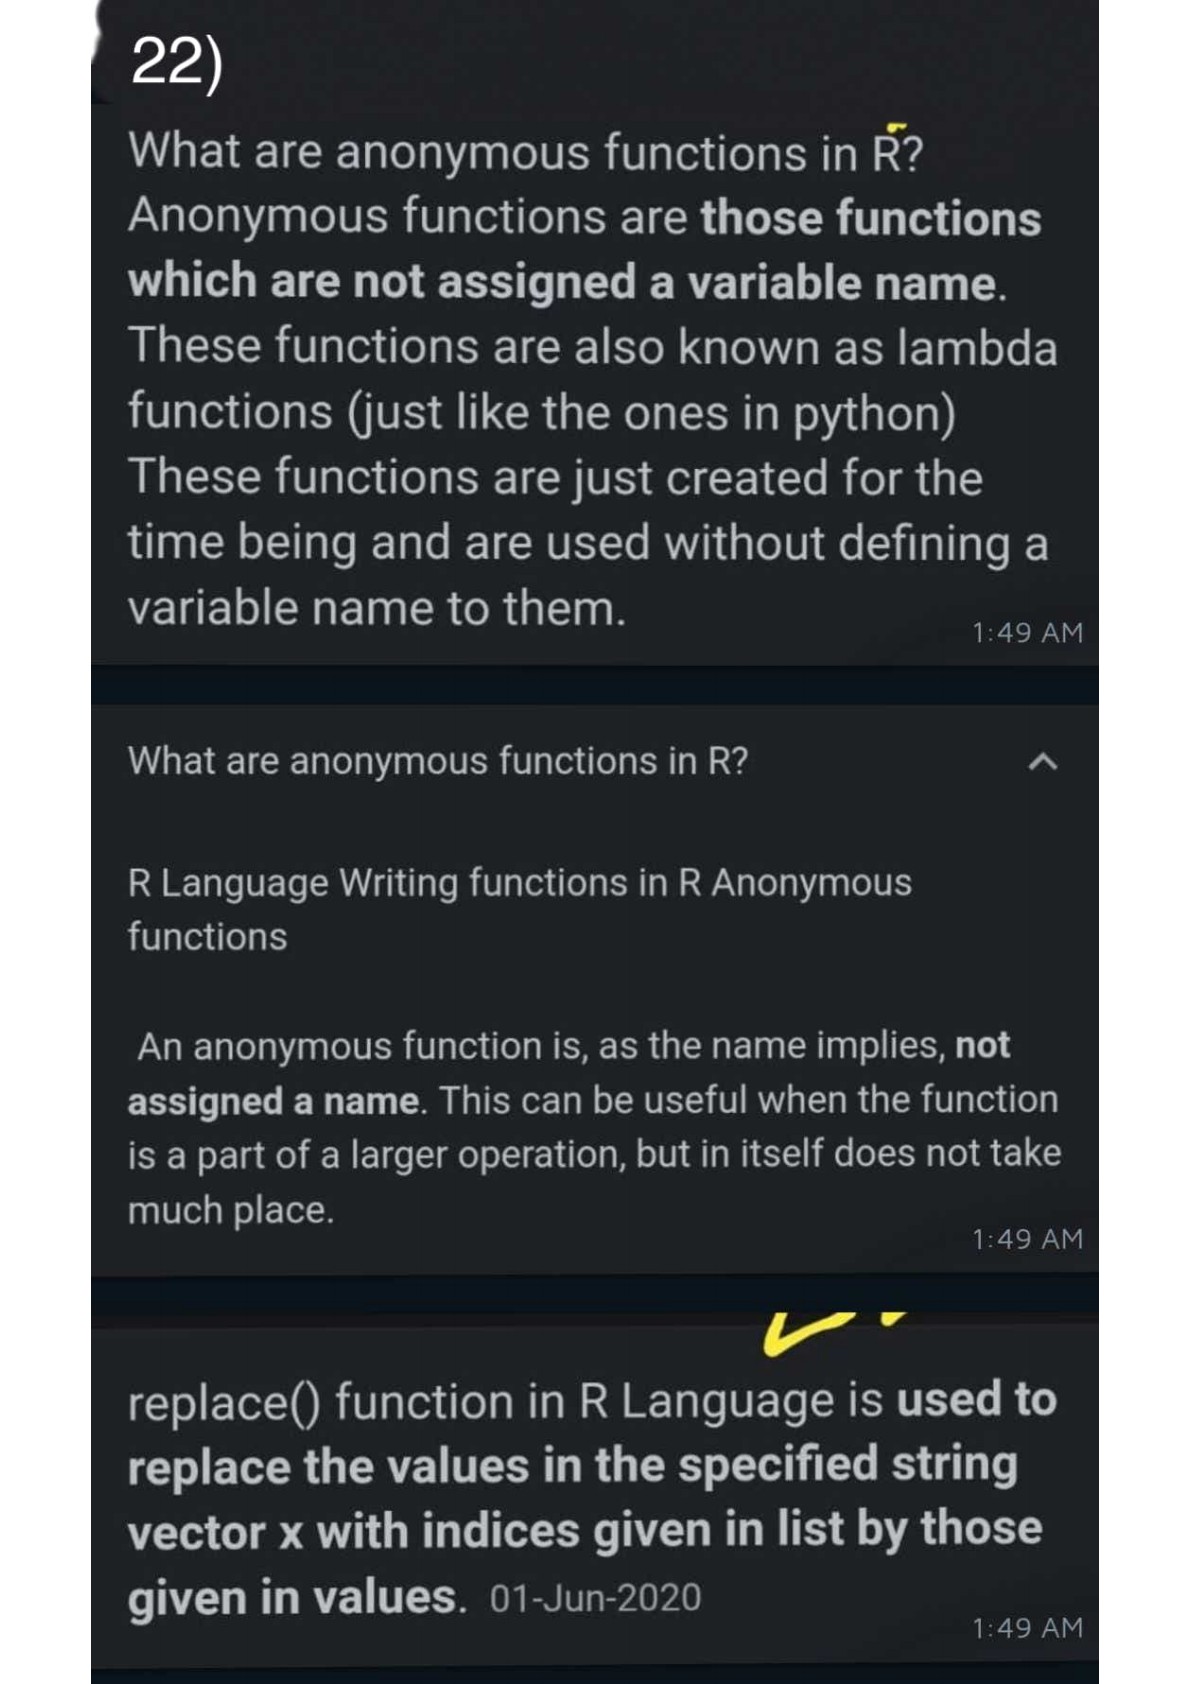 22)
What are anonymous functions in R?
Anonymous functions are those functions
which are not assigned a variable name.
These functions are also known as lambda
functions (just like the ones in python)
These functions are just created for the
time being and are used without defining a
variable name to them.
1:49 AM
What are anonymous functions in R?
R Language Writing functions in R Anonymous
functions
An anonymous function is, as the name implies, not
assigned a name. This can be useful when the function
is a part of a larger operation, but in itself does not take
much place.
1:49 AM
replace() function in R Language is used to
replace the values in the specified string
vector x with indices given in list by those
given in values. 01-Jun-2020
1:49 AM